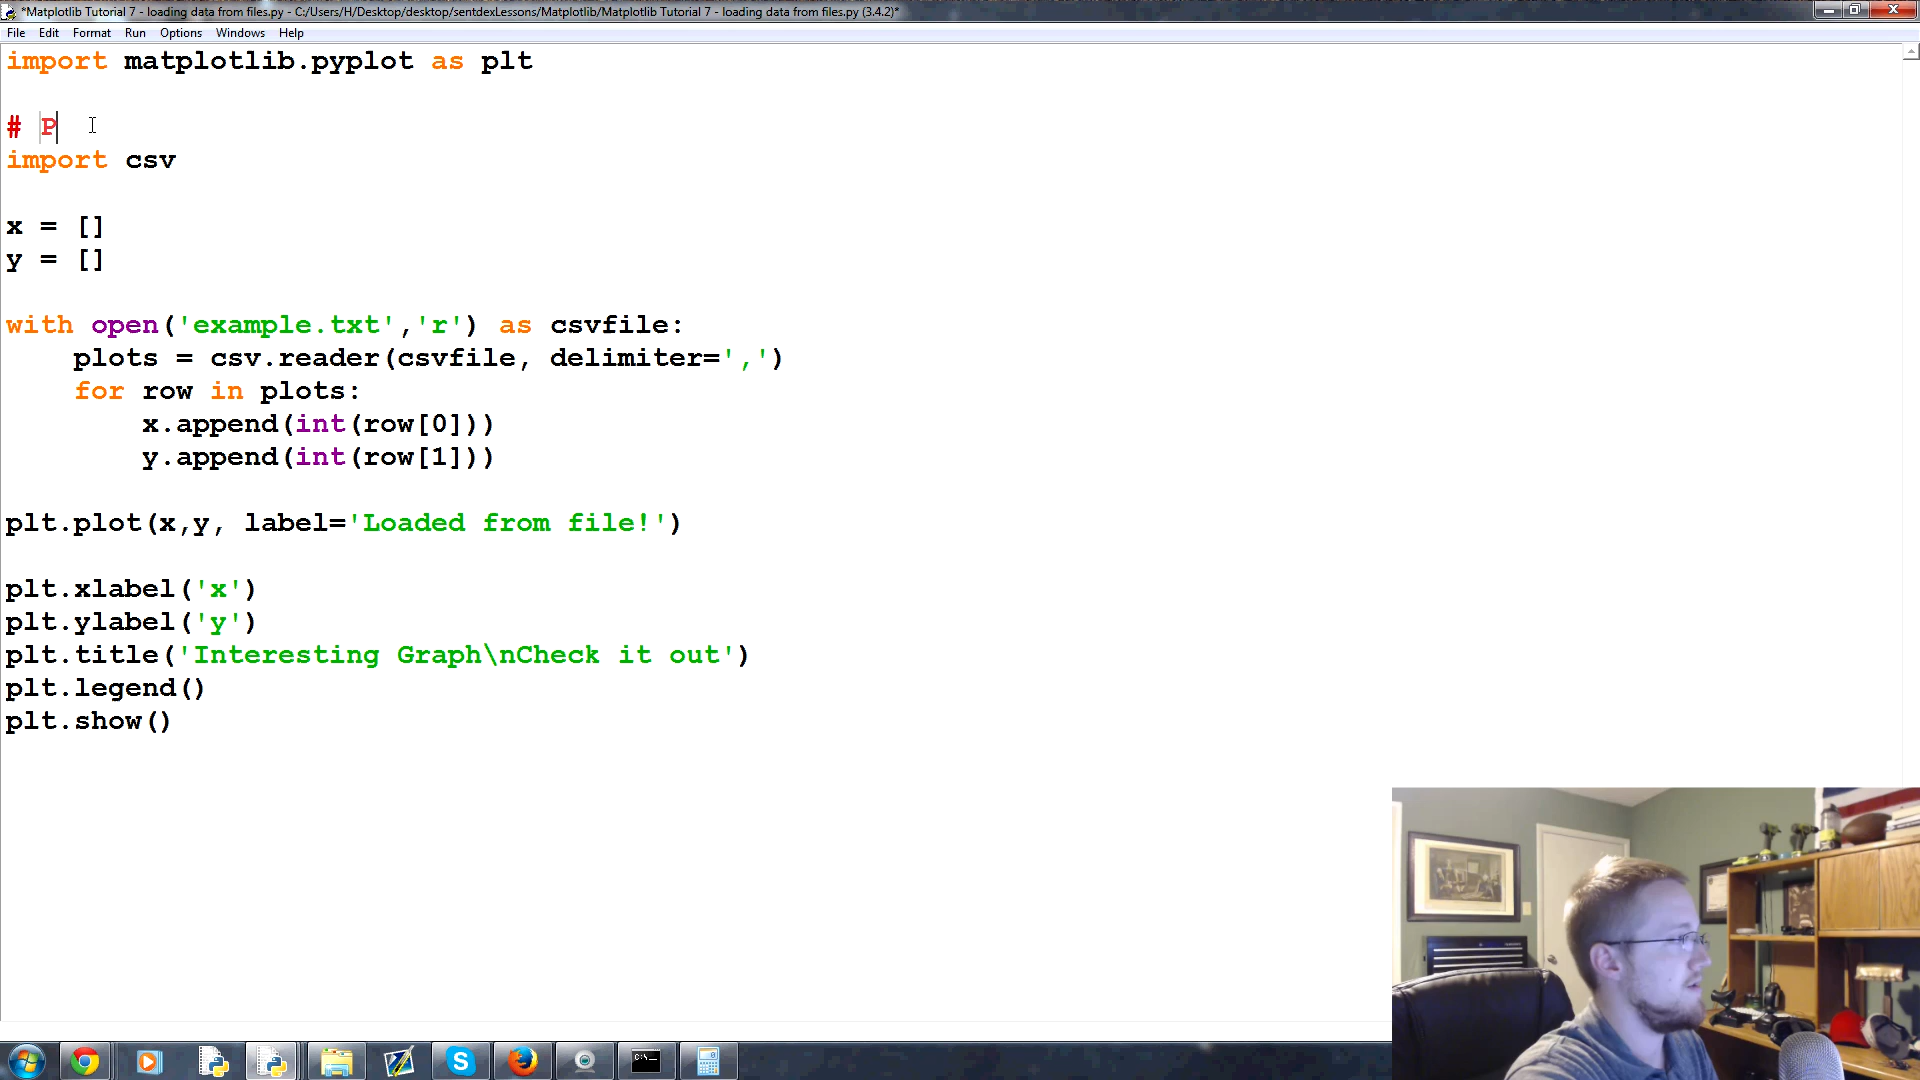 *Matplotlib Tutorial 7 - loading data from files.py - C:/Users/H/Desktop/desktop/sentdexLessons/Matplotlib/Matplotlib Tutorial 7 - loading data from files.py (3.4.2)*
File Edit Format Run Options Windows Help
import matplotlib.pyplot as plt
# P
import csv
x = []
y = []
with open('example.txt','r') as csvfile:
    plots = csv.reader(csvfile, delimiter=',')
    for row in plots:
        x.append(int(row[0]))
        y.append(int(row[1]))
plt.plot(x,y, label='Loaded from file!')
plt.xlabel('x')
plt.ylabel('y')
plt.title('Interesting Graph\nCheck it out')
plt.legend()
plt.show()